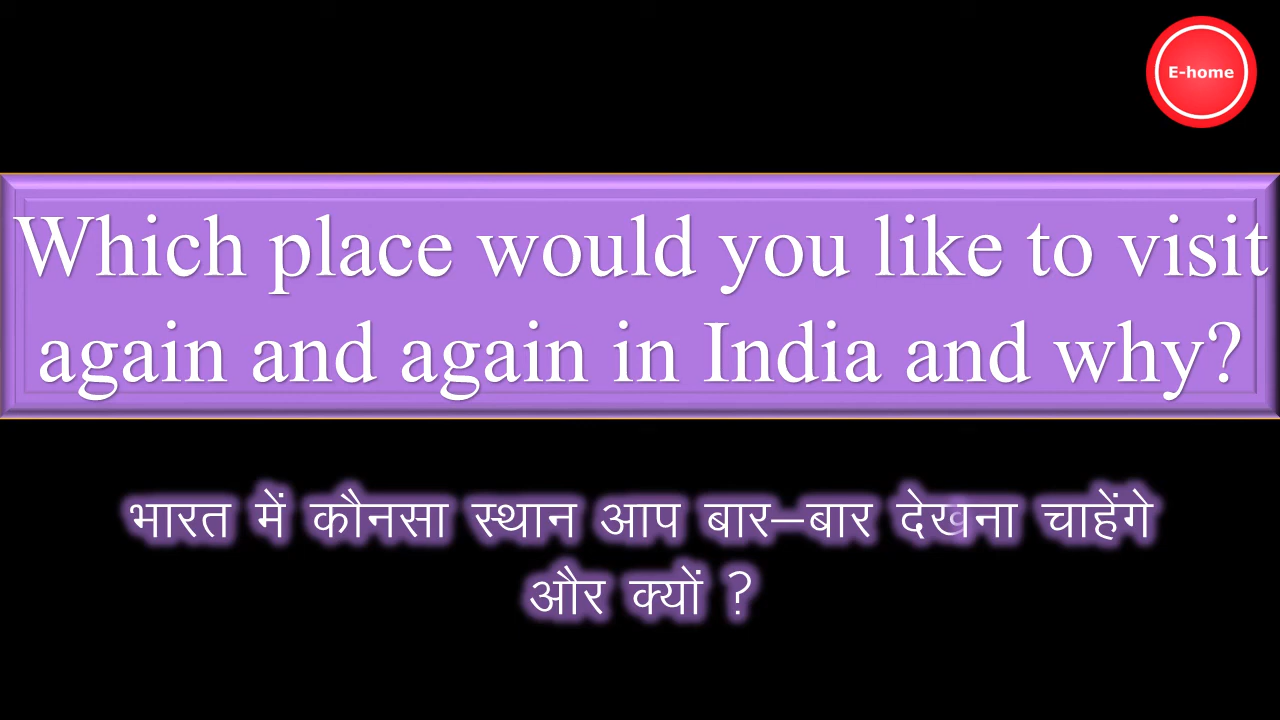 E-home
Which place would you like to visit
again and again in India and why?
भारत में कौनसा स्थान आप बार–बार देखना चाहेंगे
और क्यों ?